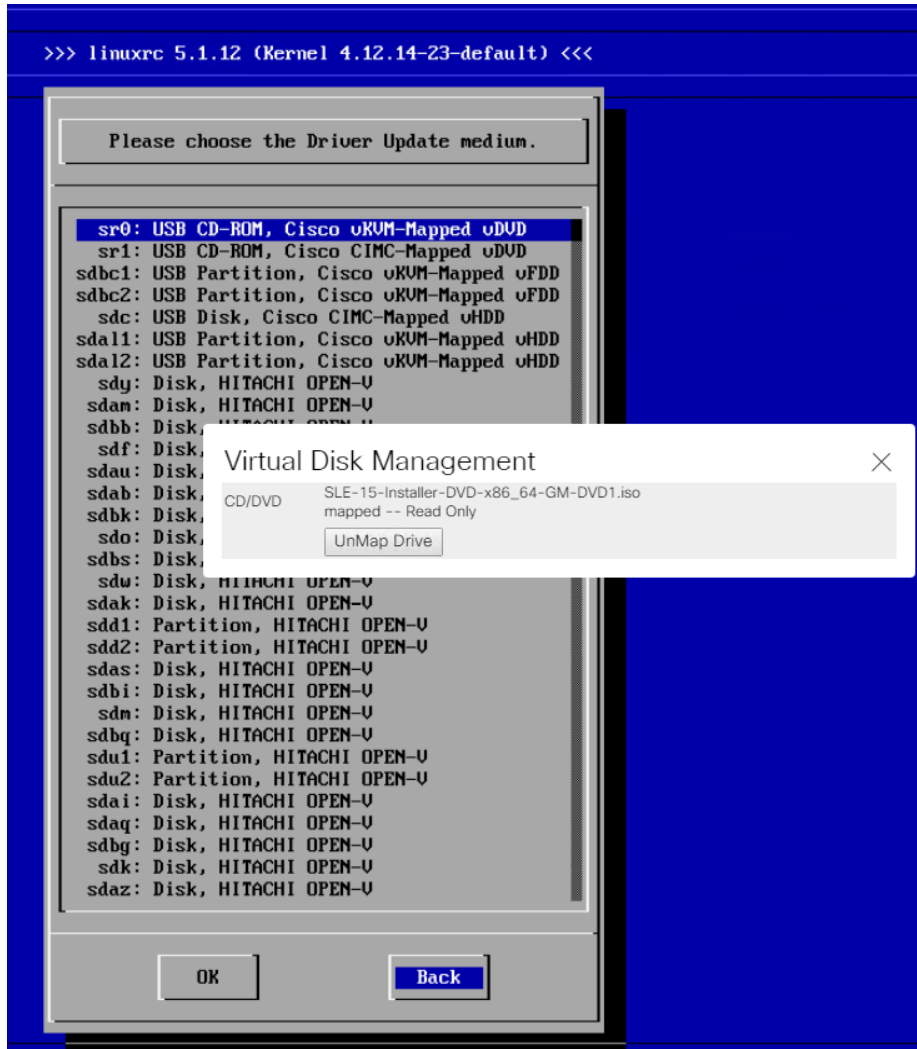 >>> linuxrc 5.1.12 (Kernel 4.12.14-23-default) <<<
Please choose the Driver Update medium.
sr0: USB CD-ROM, Cisco vKVM-Mapped vDVD
sr1: USB CD-ROM, Cisco CIMC-Mapped vDVD
sdbc1: USB Partition, Cisco vKVM-Mapped vFDD
sdbc2: USB Partition, Cisco vKVM-Mapped vFDD
sdc: USB Disk, Cisco CIMC-Mapped vHDD
sdal1: USB Partition, Cisco vKVM-Mapped vHDD
sdal2: USB Partition, Cisco vKVM-Mapped vHDD
sdy: Disk, HITACHI OPEN-V
sdam: Disk, HITACHI OPEN-V
sdbb: Disk, HITACHI OPEN-V
sdf: Disk,
sdau: Disk,
sdab: Disk,
sdbk: Disk,
sdo: Disk,
sdbs: Disk,
Virtual Disk Management
CD/DVD
SLE-15-Installer-DVD-x86_64-GM-DVD1.iso
mapped -- Read Only
UnMap Drive
sdw: Disk, HITACHI OPEN-V
sdak: Disk, HITACHI OPEN-V
sdd1: Partition, HITACHI OPEN-V
sdd2: Partition, HITACHI OPEN-V
sdas: Disk, HITACHI OPEN-V
sdbi: Disk, HITACHI OPEN-V
sdm: Disk, HITACHI OPEN-V
sdbq: Disk, HITACHI OPEN-V
sdu1: Partition, HITACHI OPEN-V
sdu2: Partition, HITACHI OPEN-V
sdai: Disk, HITACHI OPEN-V
sdaq: Disk, HITACHI OPEN-V
sdbg: Disk, HITACHI OPEN-V
sdk: Disk, HITACHI OPEN-V
sdaz: Disk, HITACHI OPEN-V
OK
Back